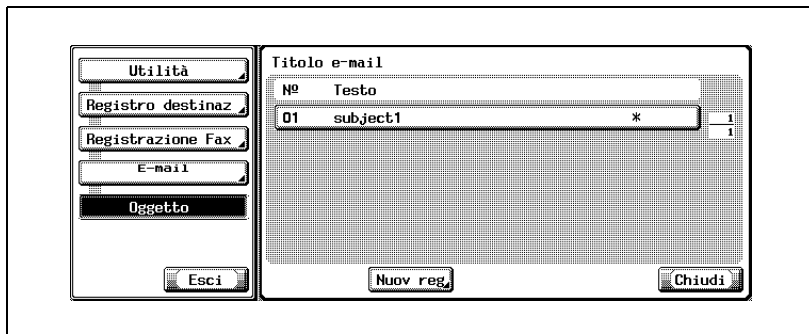 Utilità
Registro destinaz
Registrazione Fax
E-mail
Oggetto
Esci
Titolo e-mail
Nº Testo
01 subject1 *
1
1
Nuov reg
Chiudi